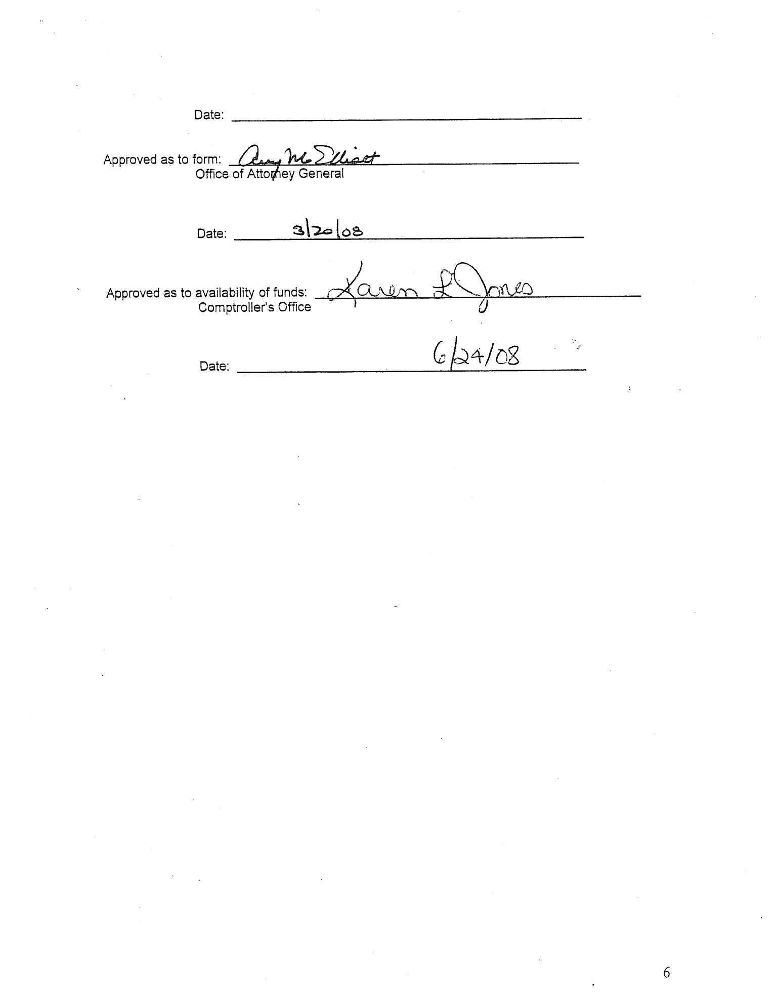 Date:
Approved as to form: Amy M Elliott
Office of Attorney General
Date: 3/20/08
Approved as to availability of funds: Karen L Jones
Comptroller's Office
Date: 6/24/08
6